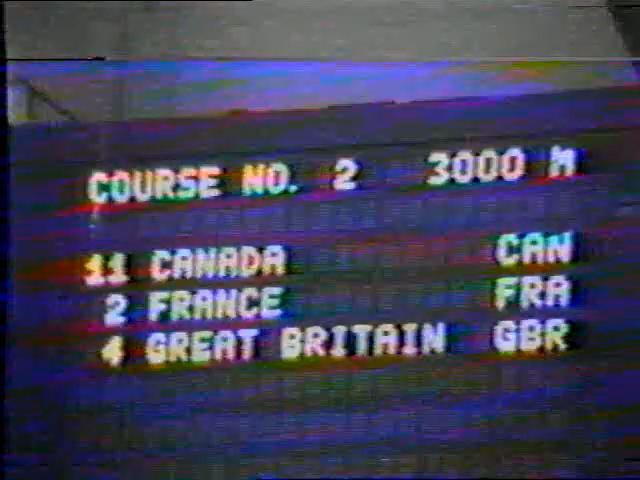 COURSE NO. 2 3000 M
11 CANADA CAN
2 FRANCE FRA
4 GREAT BRITAIN GBR